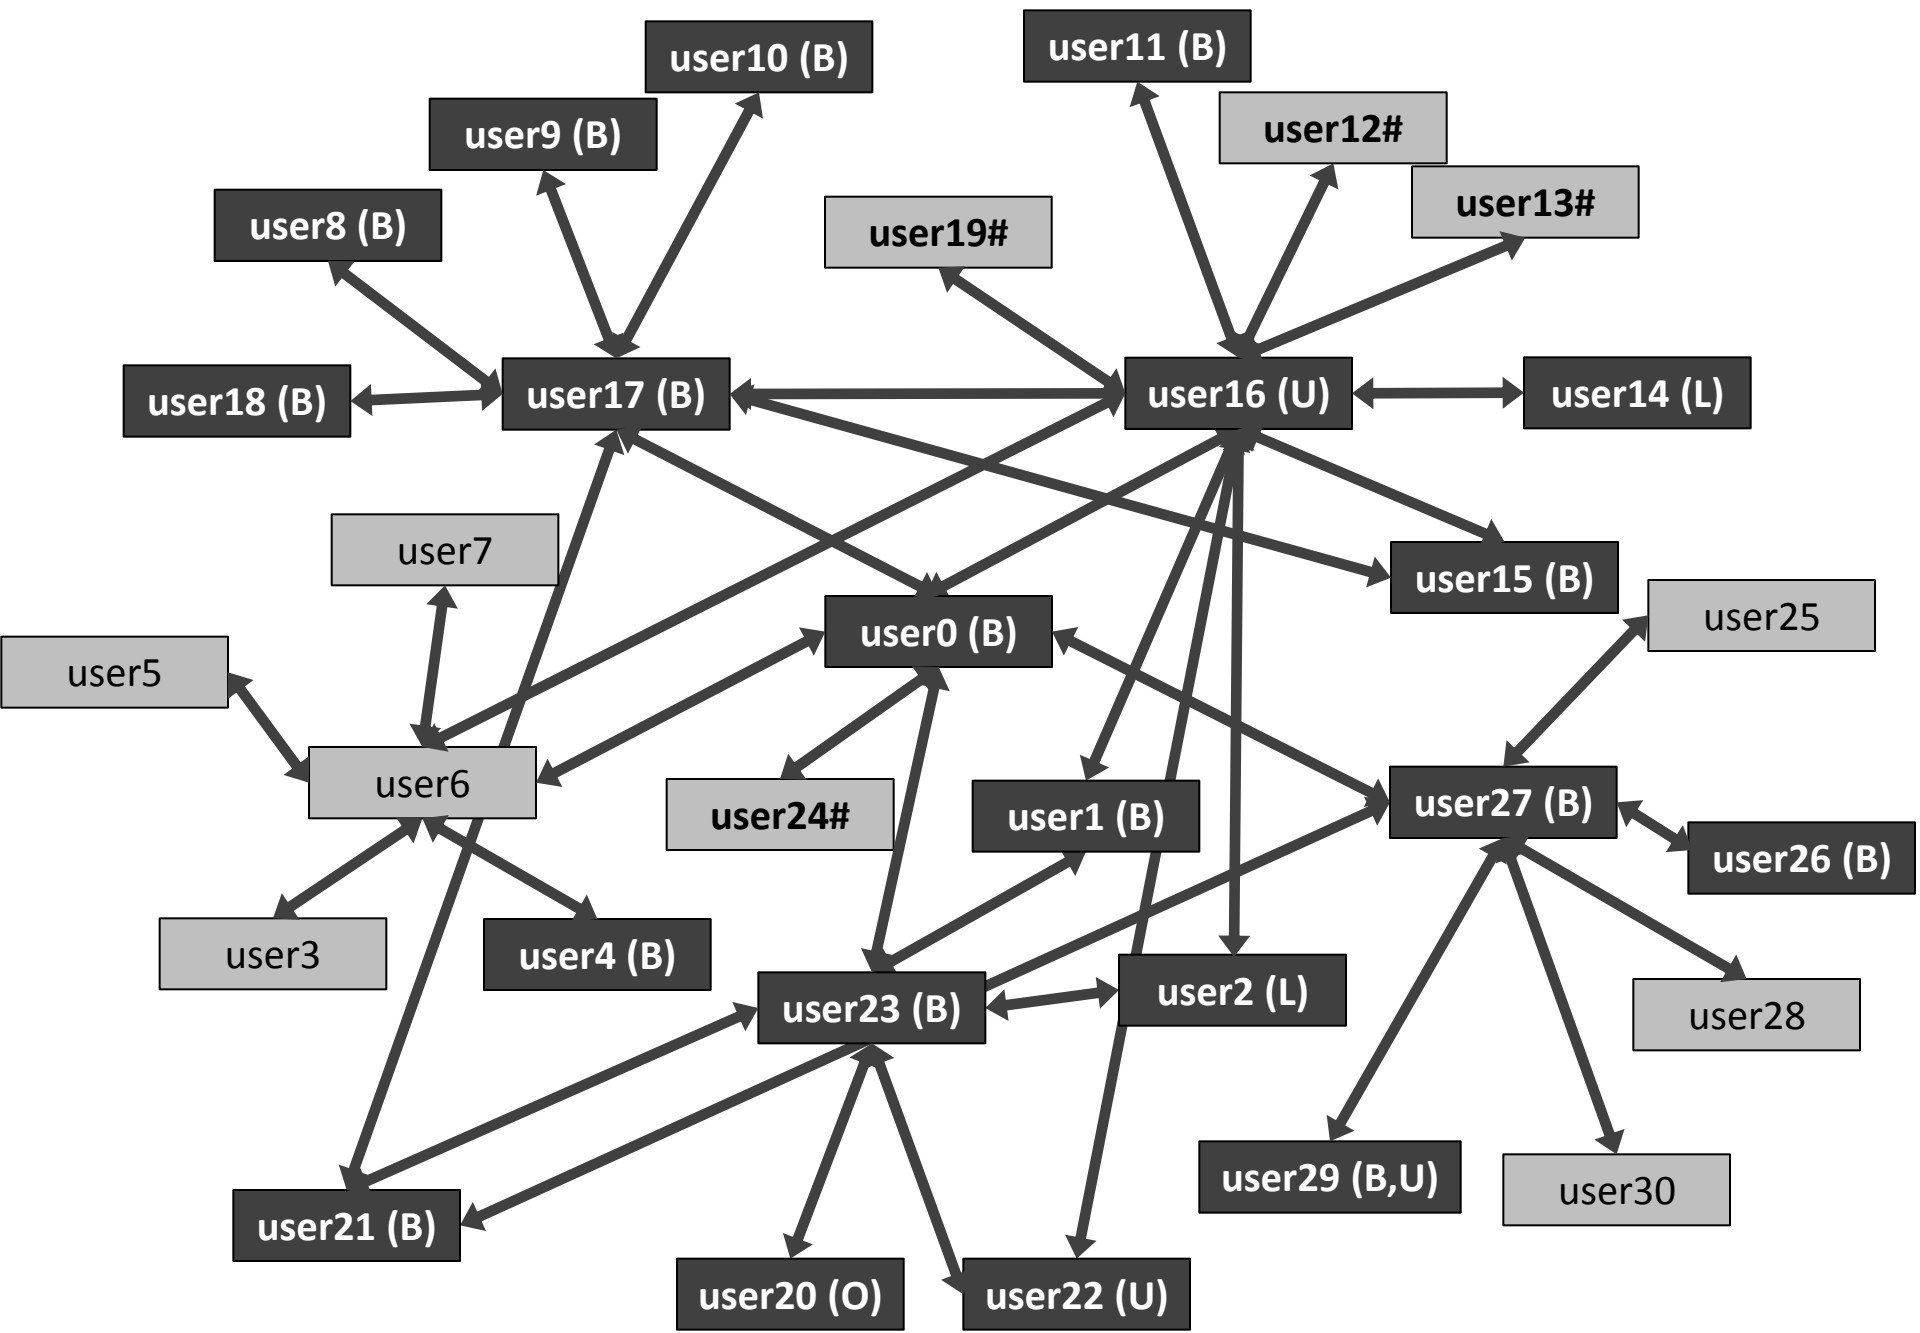 user11 (B)
user10 (B)
user12#
user9 (B)
user13#
user8 (B)
user19#
user17 (B)
user16 (U)
user14 (L)
user18 (B)
user7
user15 (B)
user25
user0 (B)
user5
user6
user27 (B)
user24#
user1 (B)
user26 (B)
user3
user4 (B)
user2 (L)
user23 (B)
user28
user29 (B,U)
user30
user21 (B)
user20 (O)
user22 (U)